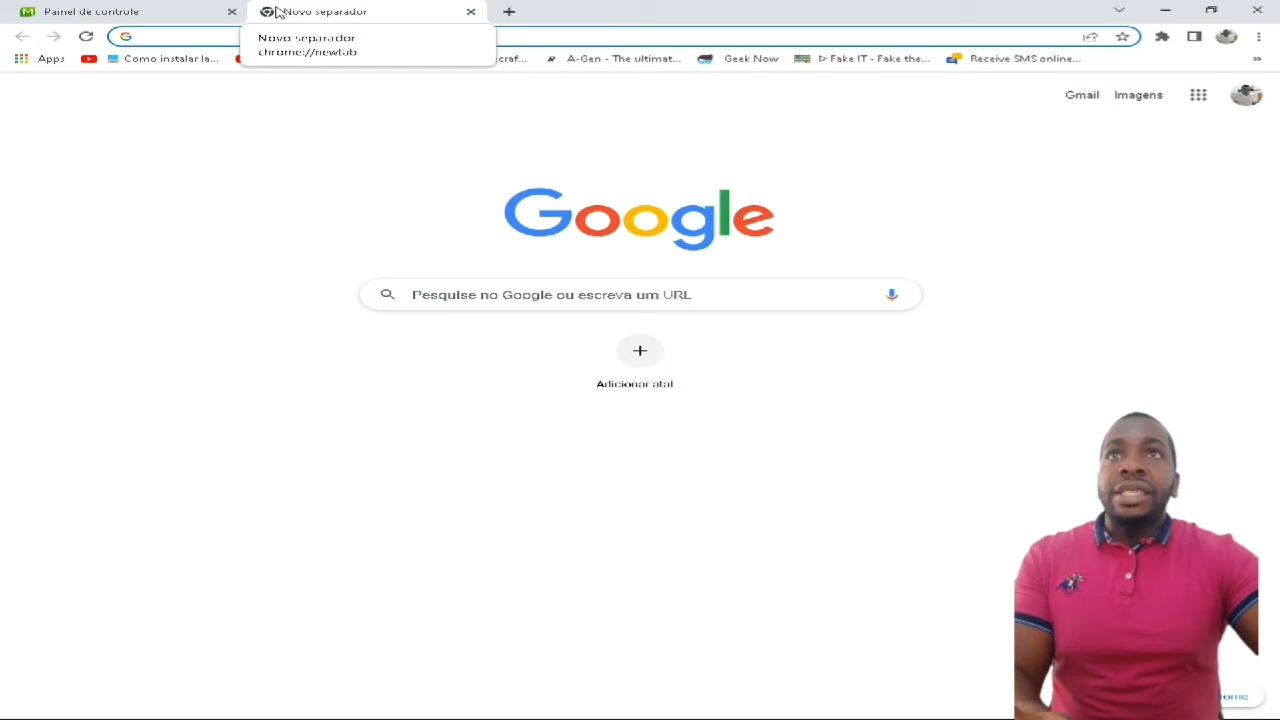 Painel de controle
Novo separador
Novo separador
chrome://newtab
Apps
Como instalar la...
craf...
A-Gen - The ultimat...
Geek Now
Fake IT - Fake the...
Receive SMS online...
Gmail
Imagens
Google
Pesquise no Google ou escreva um URL
Adicionar atal...